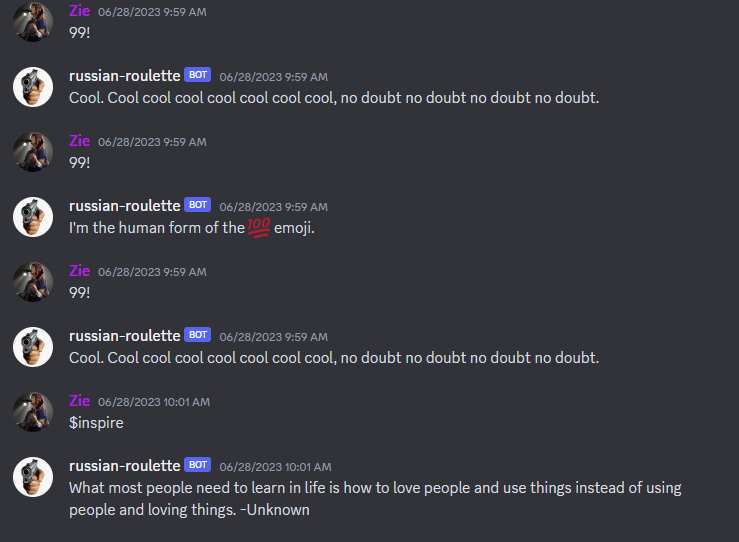 Zie 06/28/2023 9:59 AM
99!
russian-roulette BOT 06/28/2023 9:59 AM
Cool. Cool cool cool cool cool cool cool, no doubt no doubt no doubt no doubt.
Zie 06/28/2023 9:59 AM
99!
russian-roulette BOT 06/28/2023 9:59 AM
I'm the human form of the 💯 emoji.
Zie 06/28/2023 9:59 AM
99!
russian-roulette BOT 06/28/2023 9:59 AM
Cool. Cool cool cool cool cool cool cool, no doubt no doubt no doubt no doubt.
Zie 06/28/2023 10:01 AM
$inspire
russian-roulette BOT 06/28/2023 10:01 AM
What most people need to learn in life is how to love people and use things instead of using
people and loving things. -Unknown